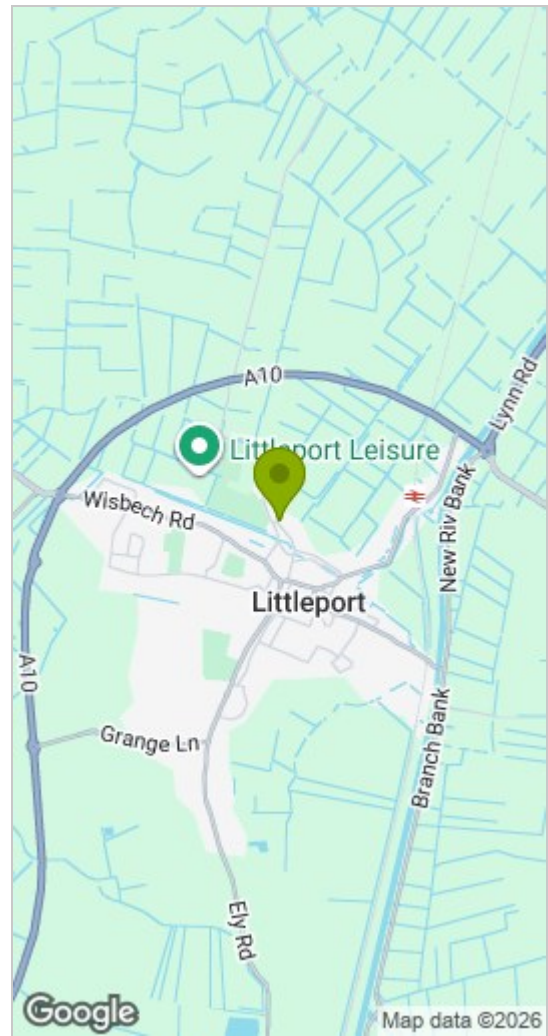 A10
Lynn Rd
Littleport Leisure
Wisbech Rd
New Riv Bank
Littleport
A10
Grange Ln
Branch Bank
Ely Rd
Google
Map data ©2026